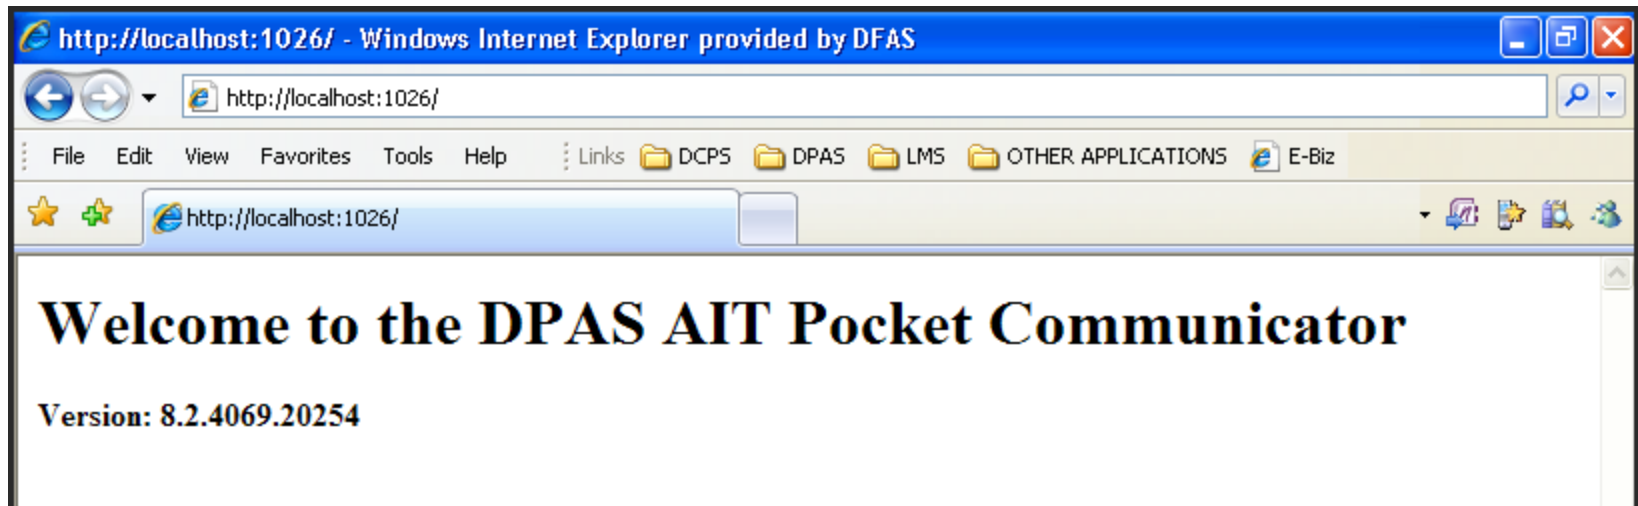 http://localhost:1026/ - Windows Internet Explorer provided by DFAS
http://localhost:1026/
File Edit View Favorites Tools Help Links DCPS DPAS LMS OTHER APPLICATIONS E-Biz
http://localhost:1026/
Welcome to the DPAS AIT Pocket Communicator
Version: 8.2.4069.20254